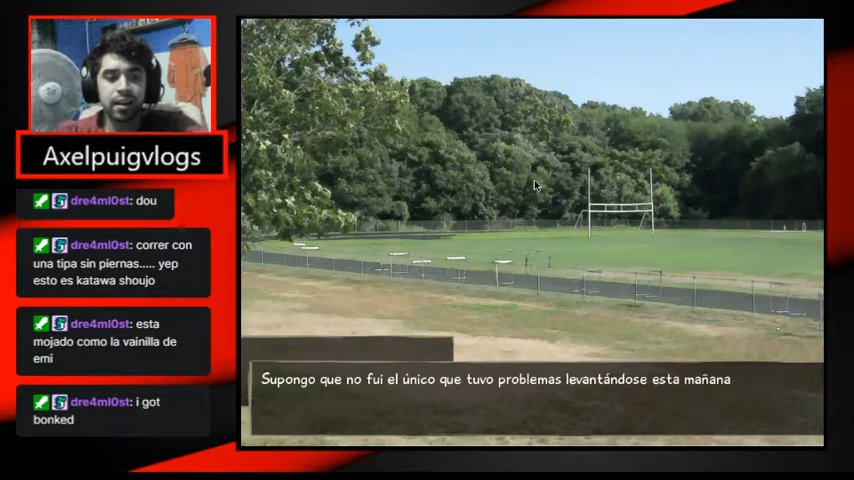 Axelpuigvlogs
dre4ml0st: dou
dre4ml0st: correr con
una tipa sin piernas..... yep
esto es katawa shoujo
dre4ml0st: esta
mojado como la vainilla de
emi
dre4ml0st: i got
bonked
Supongo que no fui el único que tuvo problemas levantándose esta mañana